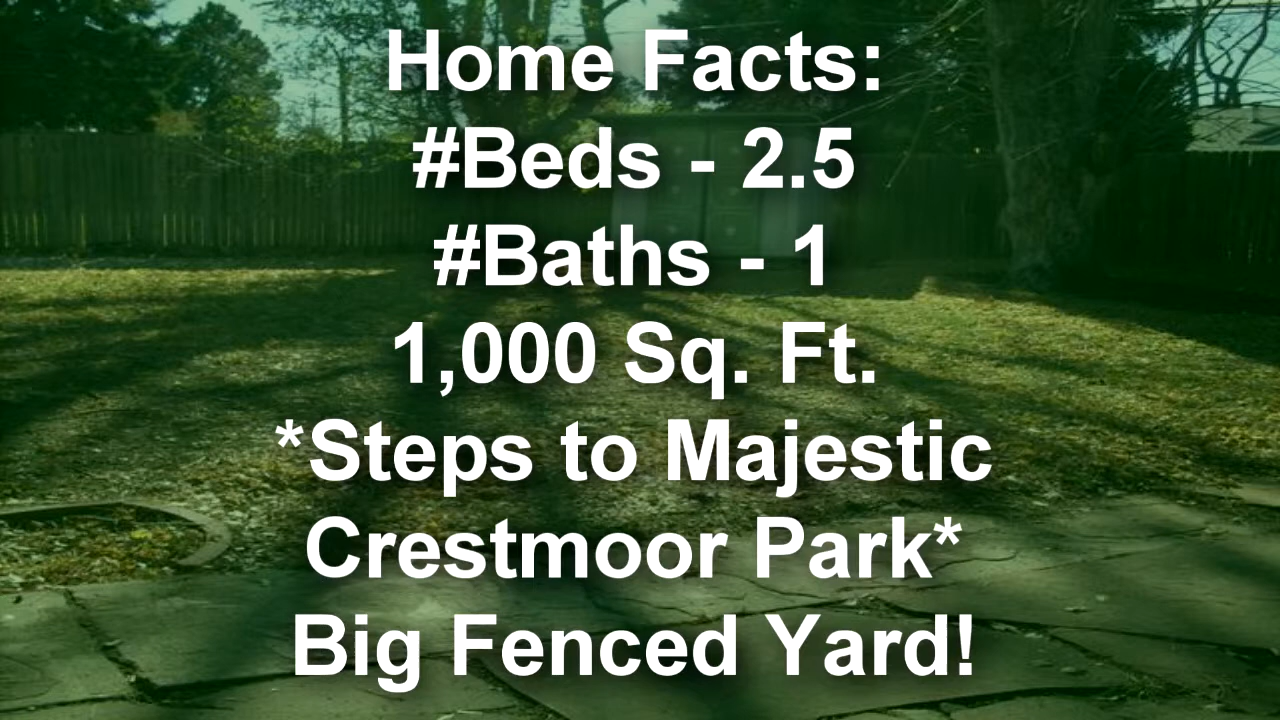 Home Facts:
#Beds - 2.5
#Baths - 1
1,000 Sq. Ft.
*Steps to Majestic
Crestmoor Park*
Big Fenced Yard!